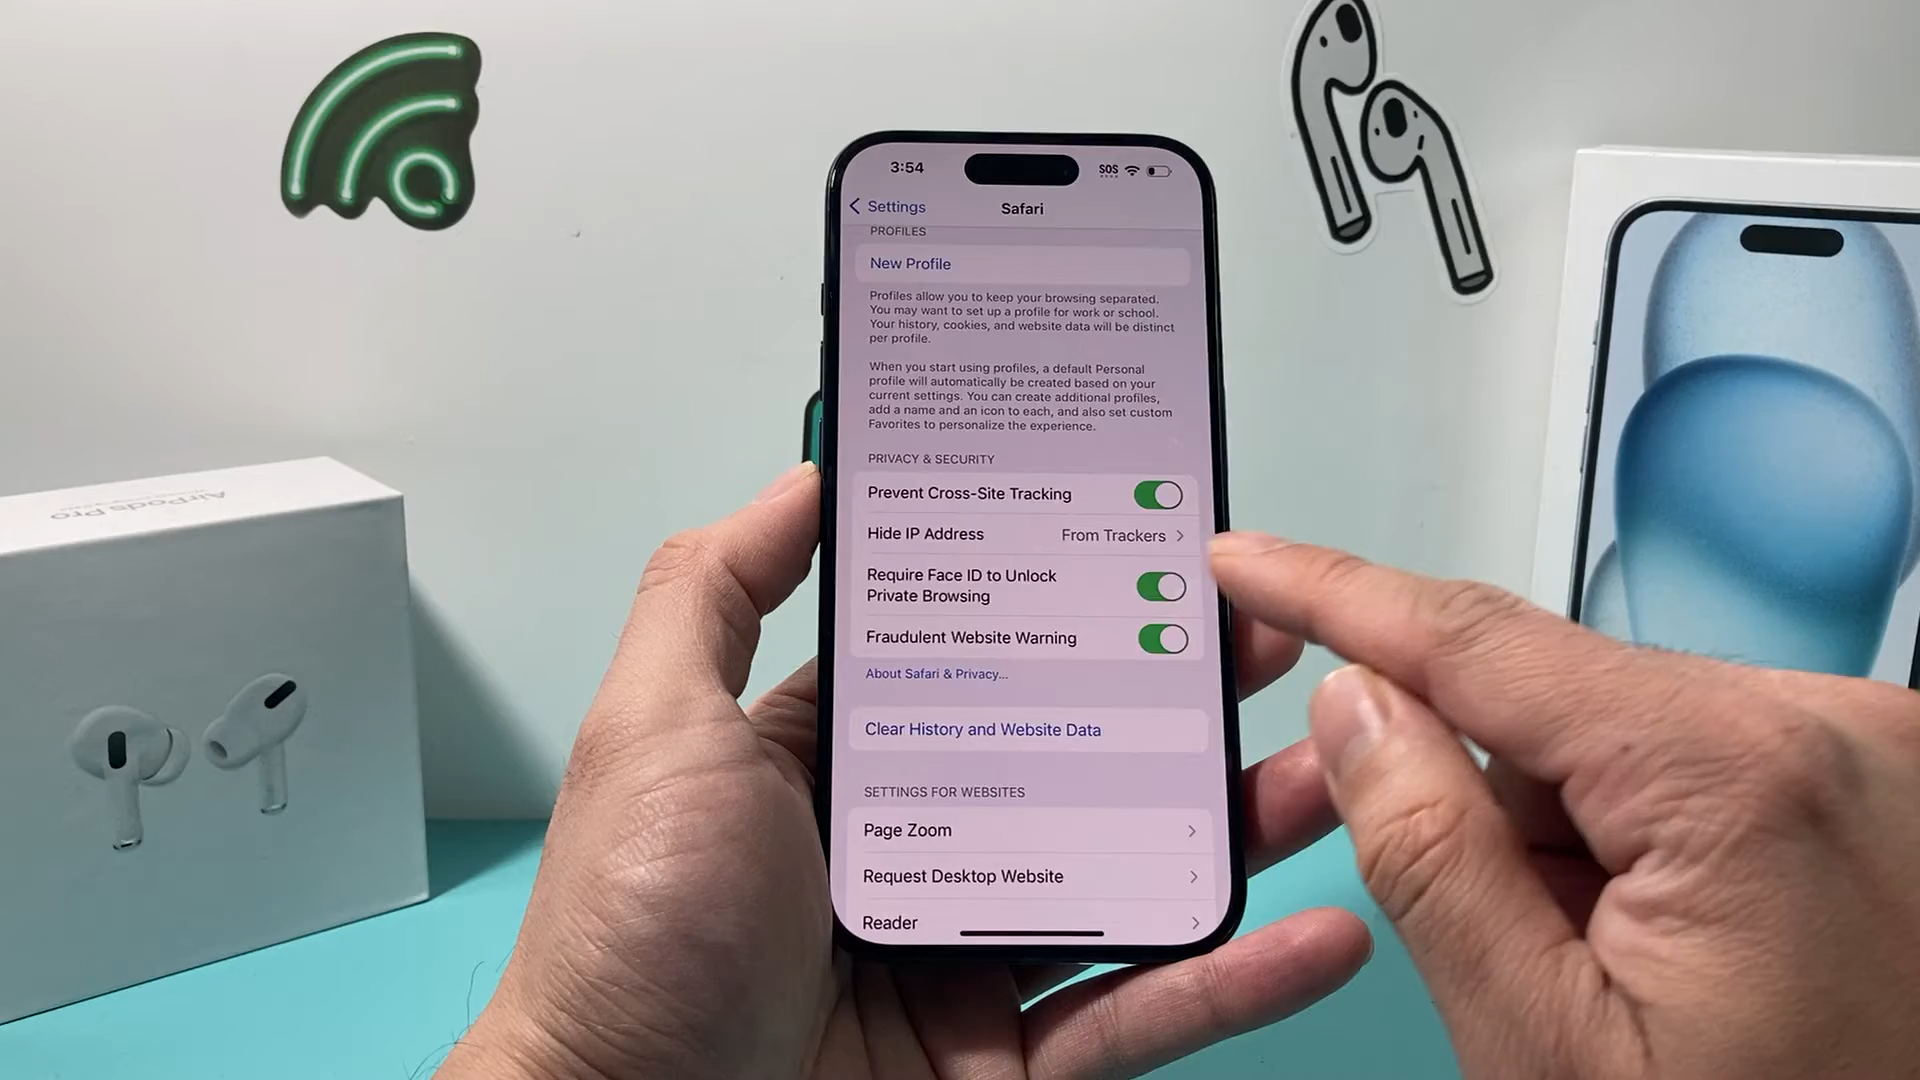 3:54
SOS
Settings
Safari
PROFILES
New Profile
Profiles allow you to keep your browsing separated.
You may want to set up a profile for work or school.
Your history, cookies, and website data will be distinct
per profile.
When you start using profiles, a default Personal
profile will automatically be created based on your
current settings. You can create additional profiles,
add a name and an icon to each, and also set custom
Favorites to personalize the experience.
PRIVACY & SECURITY
Prevent Cross-Site Tracking
Hide IP Address From Trackers
Require Face ID to Unlock
Private Browsing
Fraudulent Website Warning
About Safari & Privacy...
Clear History and Website Data
SETTINGS FOR WEBSITES
Page Zoom
Request Desktop Website
Reader
AirPods Pro